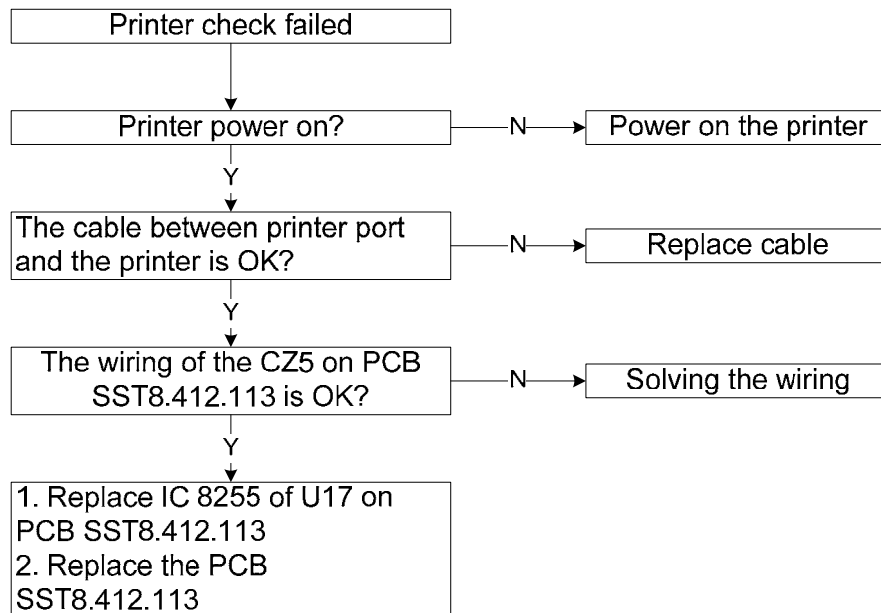 Printer check failed
Printer power on?
N
Power on the printer
Y
The cable between printer port
and the printer is OK?
N
Replace cable
Y
The wiring of the CZ5 on PCB
SST8.412.113 is OK?
N
Solving the wiring
Y
1. Replace IC 8255 of U17 on
PCB SST8.412.113
2. Replace the PCB
SST8.412.113